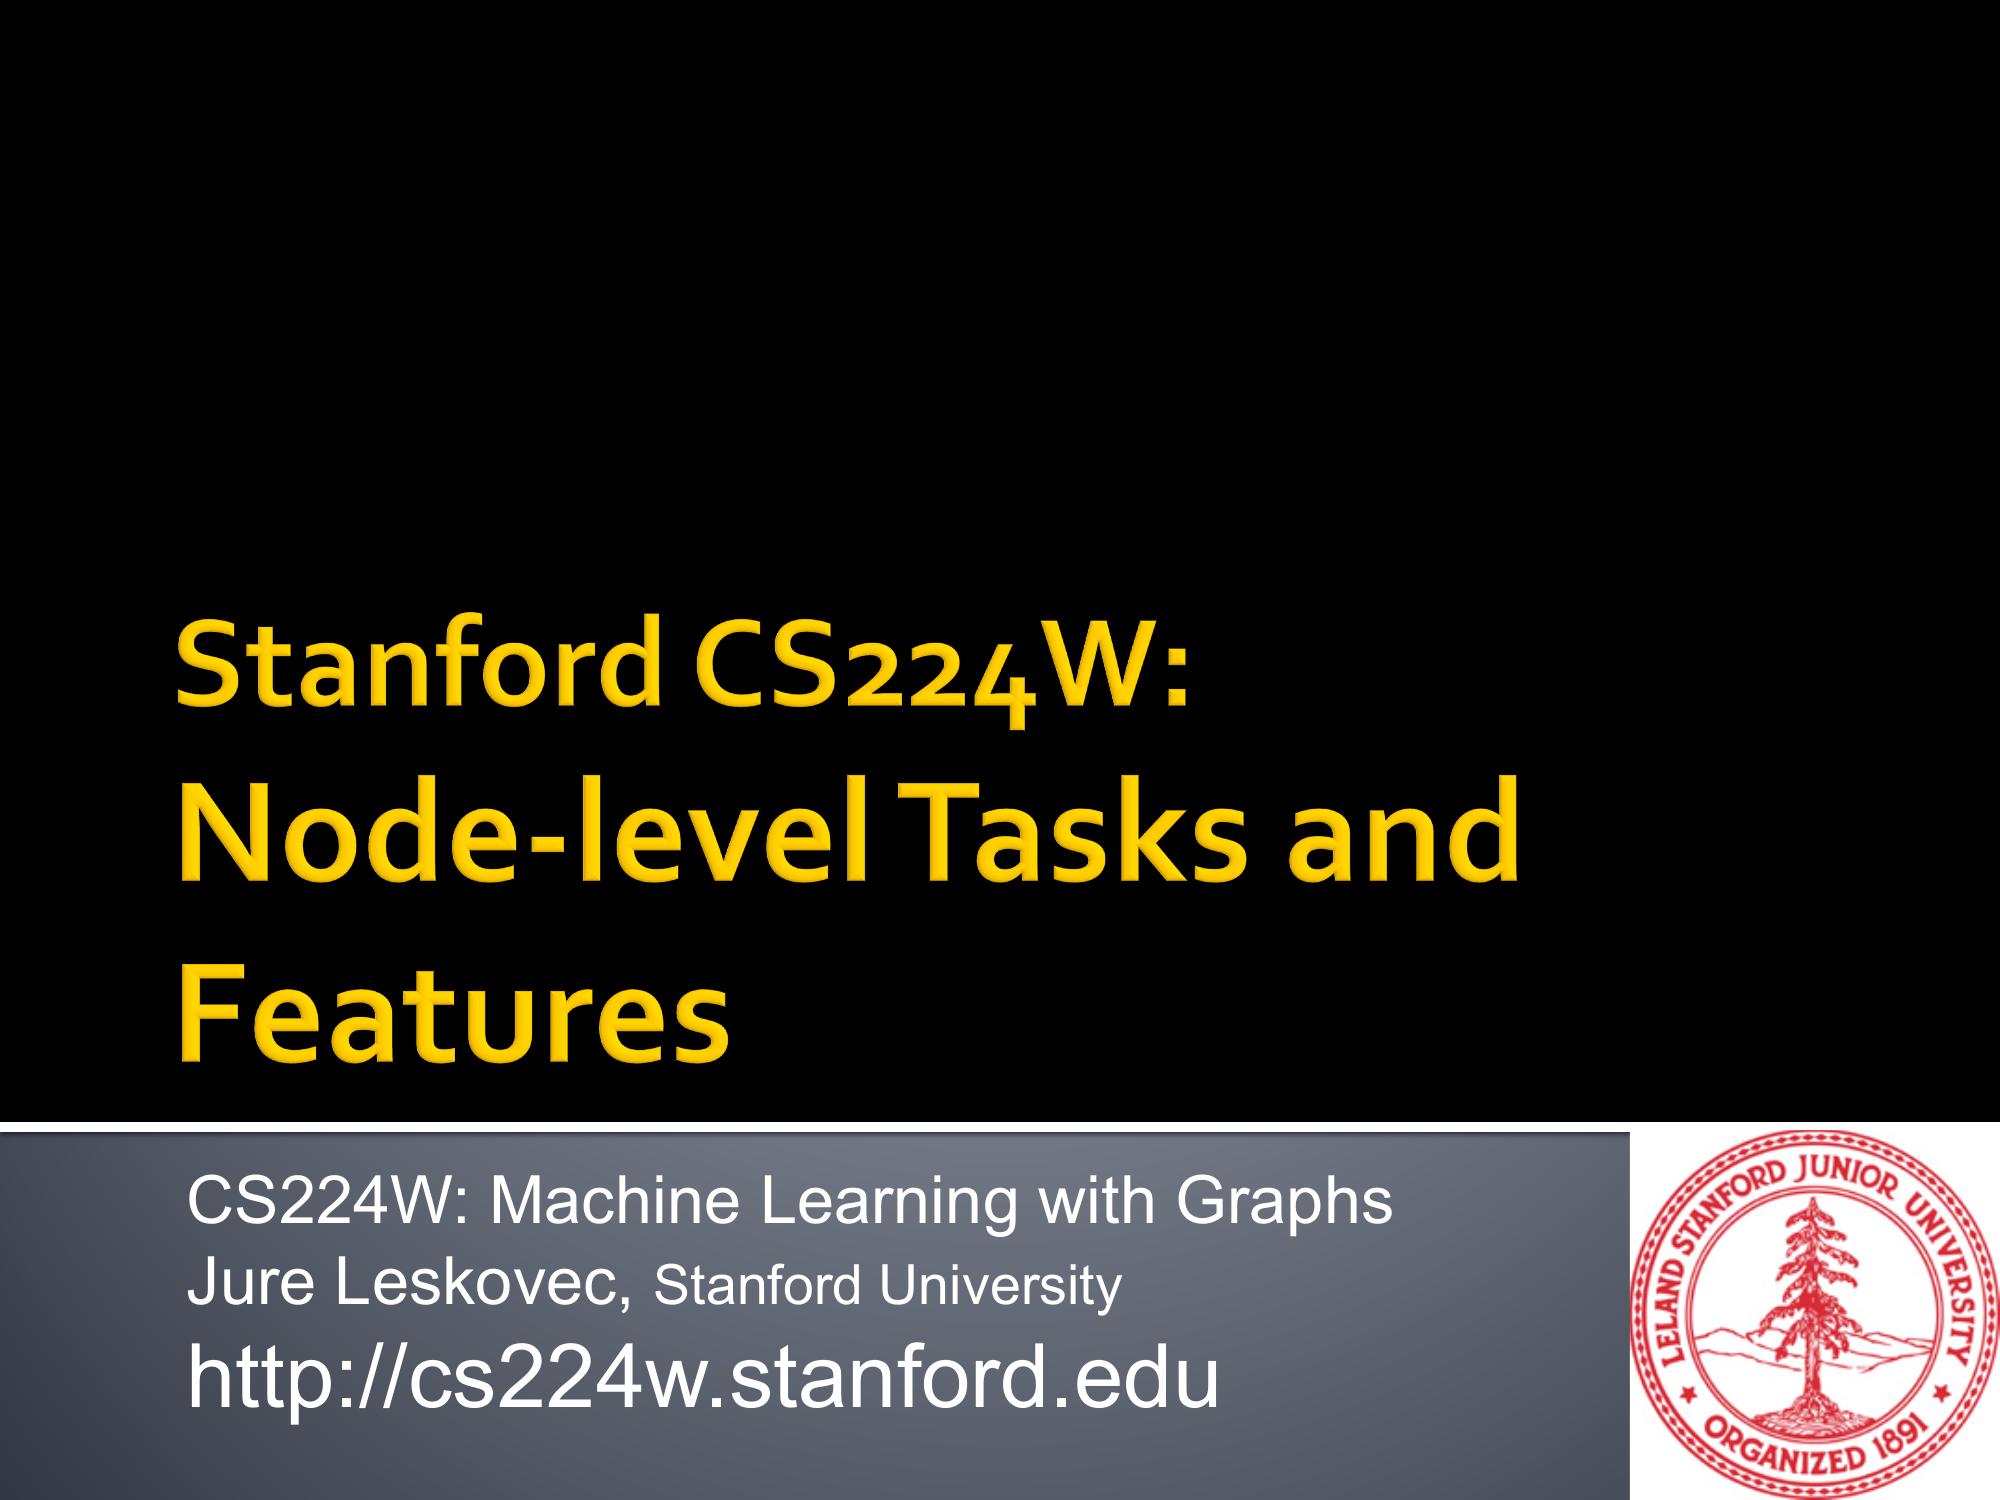 Stanford CS224W:
Node-level Tasks and
Features
CS224W: Machine Learning with Graphs
Jure Leskovec, Stanford University
http://cs224w.stanford.edu
LELAND STANFORD JUNIOR UNIVERSITY
ORGANIZED 1891